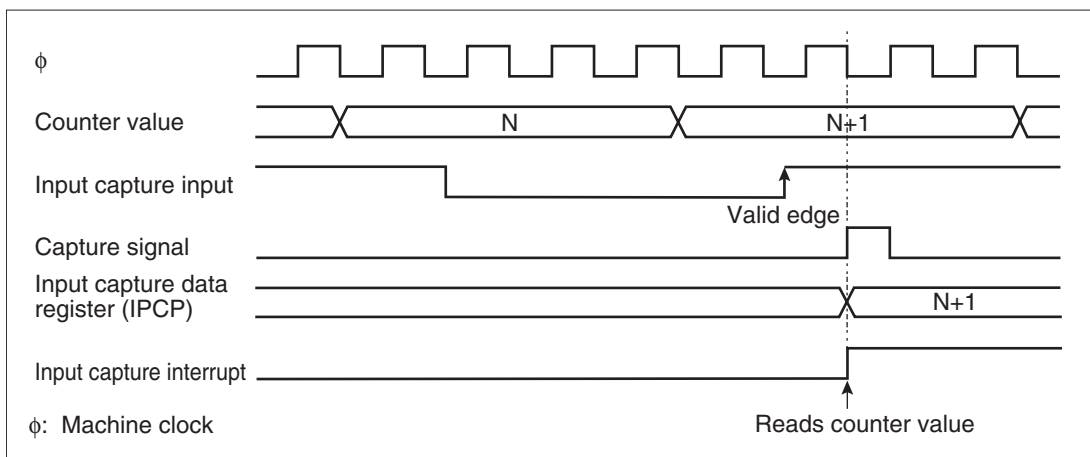 ϕ
Counter value
N
N+1
Input capture input
Valid edge
Capture signal
Input capture data
register (IPCP)
N+1
Input capture interrupt
ϕ: Machine clock
Reads counter value